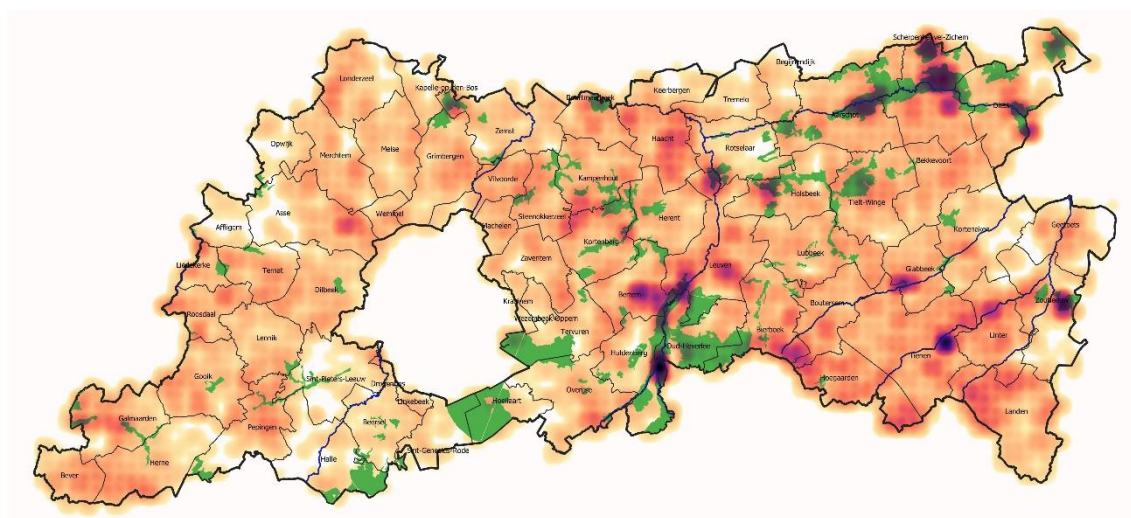 Scherpenheuvel-Zichem
Begijnendijk
Londerzeel
Kapelle-op-den-Bos
Keerbergen
Tremelo
Boortmeerbeek
Diest
Aarschot
Zemst
Haacht
Rotselaar
Opwijk
Merchtem
Meise
Grimbergen
Bekkevoort
Vilvoorde
Kampenhout
Holsbeek
Tielt-Winge
Asse
Wemmel
Affligem
Steenokkerzeel
Herent
Machelen
Kortenaken
Geetbets
Kortenberg
Zaventem
Lubbeek
Liedekerke
Ternat
Leuven
Glabbeek
Dilbeek
Bertem
Kraainem
Boutersem
Zoutleeuw
Roosdaal
Wezembeek-Oppem
Tervuren
Bierbeek
Linter
Lennik
Huldenberg
Oud-Heverlee
Tienen
Gooik
Sint-Pieters-Leeuw
Hoegaarden
Drogenbos
Overijse
Linkebeek
Hoeilaart
Landen
Galmaarden
Beersel
Pepingen
Sint-Genesius-Rode
Halle
Herne
Bever